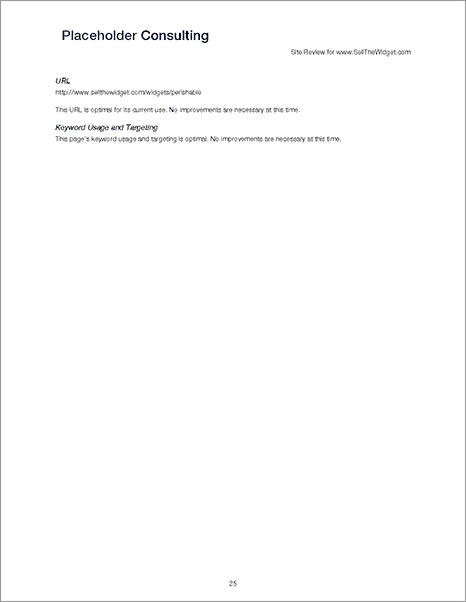 Placeholder Consulting
Site Review for www.SellTheWidget.com
URL
http://www.sellthewidget.com/widgets/perishable
This URL is optimal for its current use. No improvements are necessary at this time.
Keyword Usage and Targeting
This page's keyword usage and targeting is optimal. No improvements are necessary at this time.
25